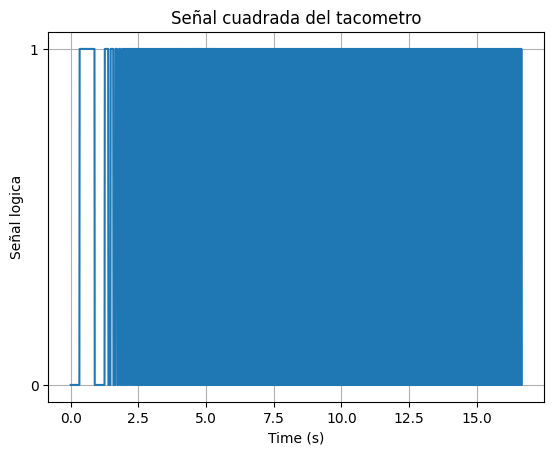 Señal cuadrada del tacometro
1
Señal logica
0
0.0 2.5 5.0 7.5 10.0 12.5 15.0
Time (s)